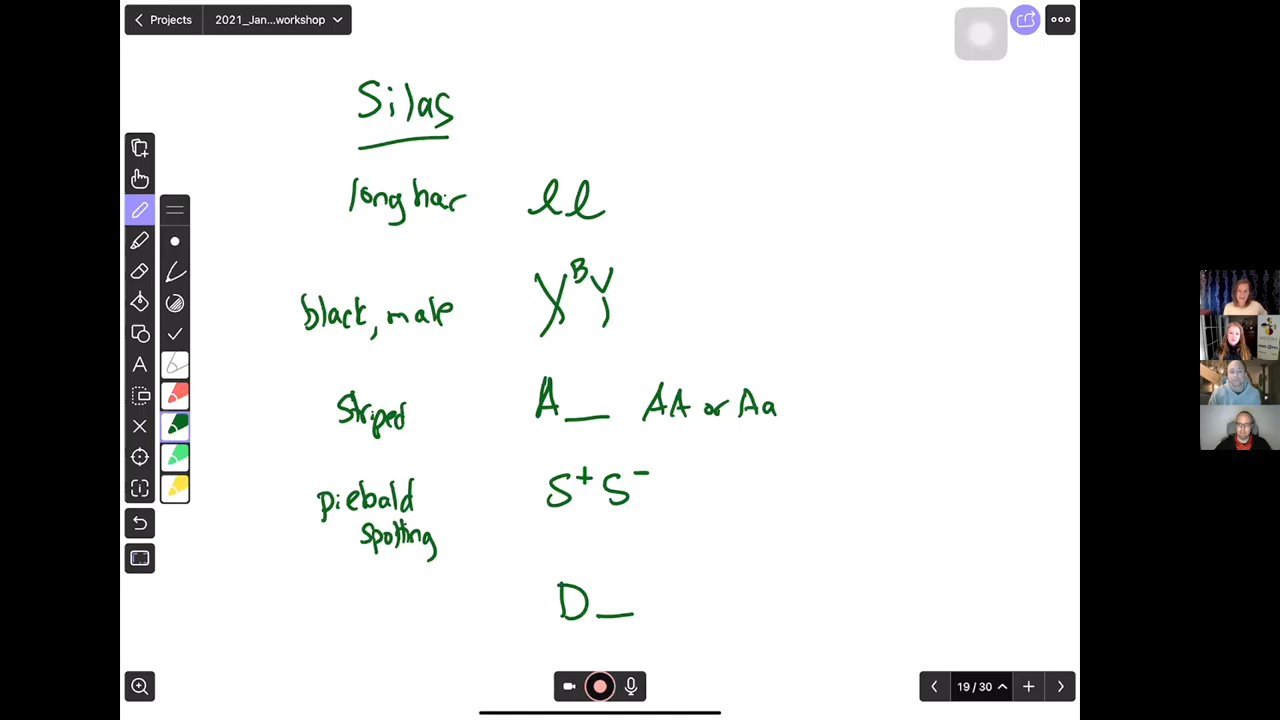 Projects 2021_Jan...workshop
Silas
long hair ll
black, male X^B Y
striped A_ AA or Aa
piebald S^+ S^-
spotting
D_
A
19 / 30